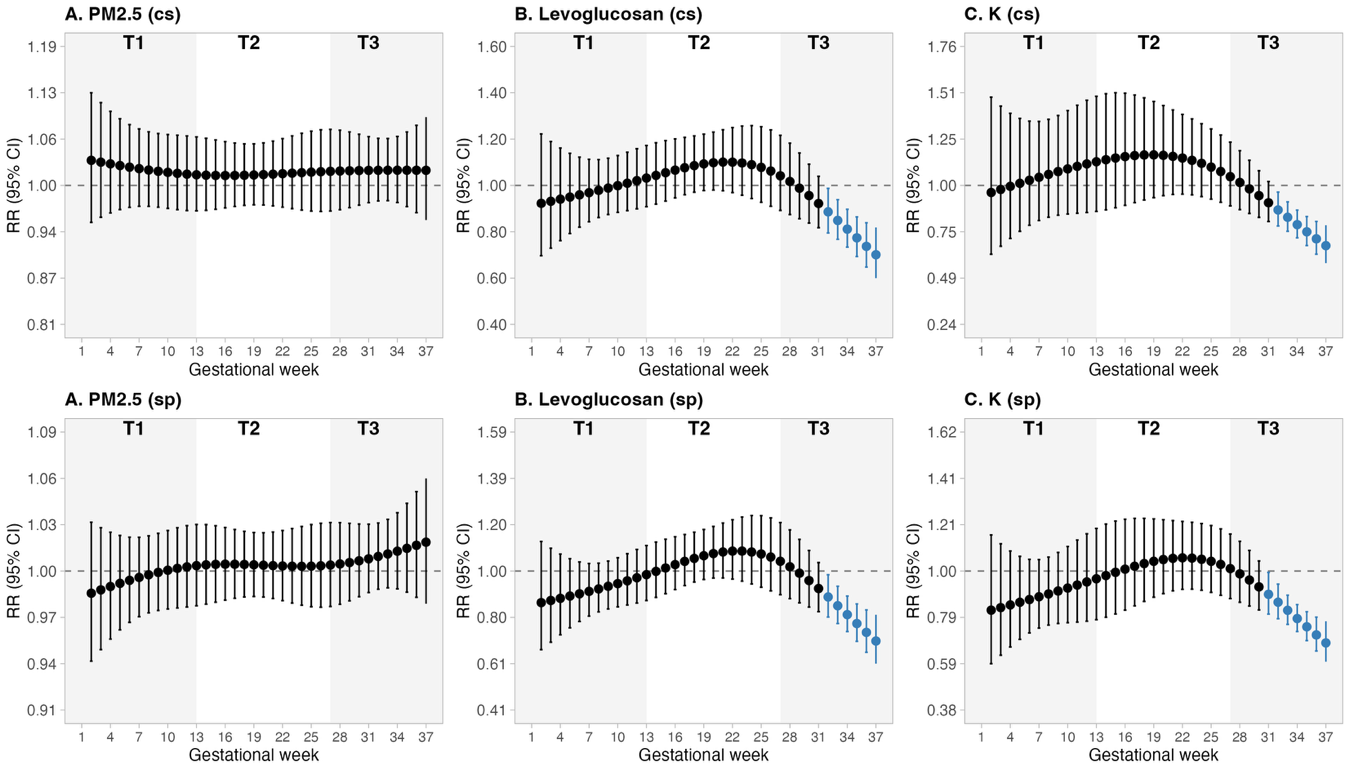 A. PM2.5 (cs)
T1 T2 T3
RR (95% CI)
1.19
1.13
1.06
1.00
0.94
0.87
0.81
1 4 7 10 13 16 19 22 25 28 31 34 37
Gestational week
B. Levoglucosan (cs)
T1 T2 T3
RR (95% CI)
1.60
1.40
1.20
1.00
0.80
0.60
0.40
1 4 7 10 13 16 19 22 25 28 31 34 37
Gestational week
C. K (cs)
T1 T2 T3
RR (95% CI)
1.76
1.51
1.25
1.00
0.75
0.49
0.24
1 4 7 10 13 16 19 22 25 28 31 34 37
Gestational week
A. PM2.5 (sp)
T1 T2 T3
RR (95% CI)
1.09
1.06
1.03
1.00
0.97
0.94
0.91
1 4 7 10 13 16 19 22 25 28 31 34 37
Gestational week
B. Levoglucosan (sp)
T1 T2 T3
RR (95% CI)
1.59
1.39
1.20
1.00
0.80
0.61
0.41
1 4 7 10 13 16 19 22 25 28 31 34 37
Gestational week
C. K (sp)
T1 T2 T3
RR (95% CI)
1.62
1.41
1.21
1.00
0.79
0.59
0.38
1 4 7 10 13 16 19 22 25 28 31 34 37
Gestational week